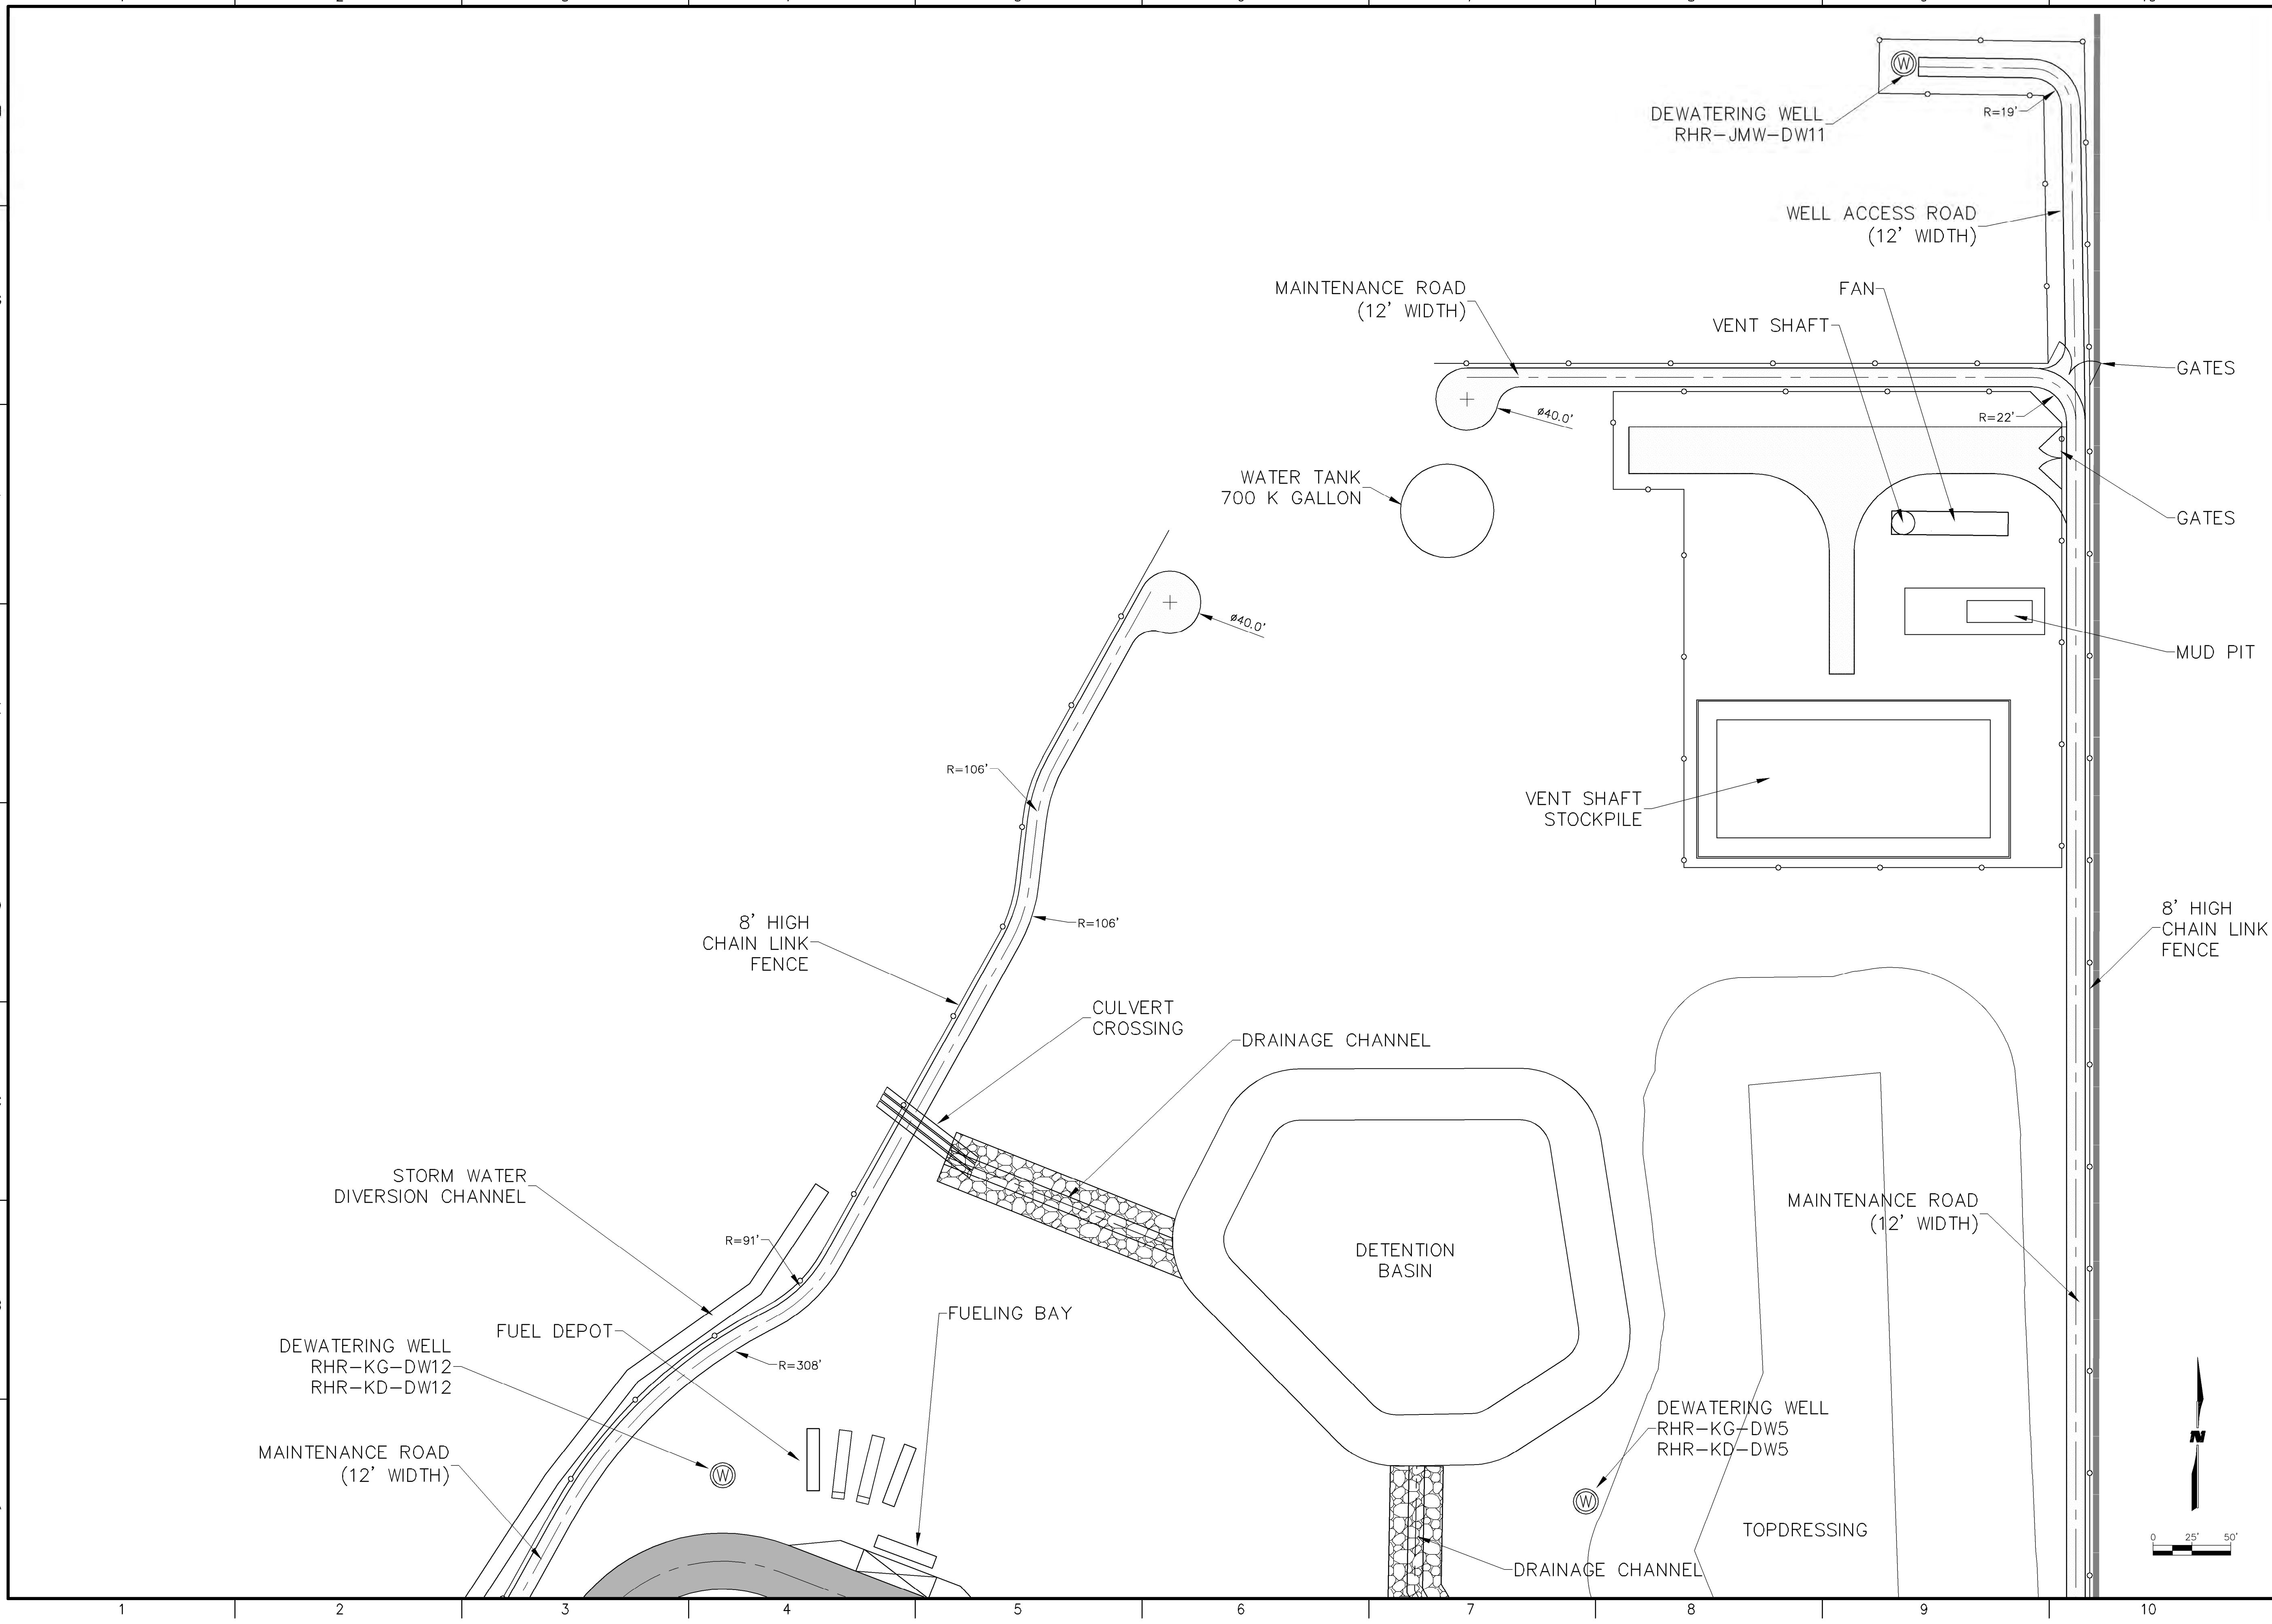 DEWATERING WELL
RHR-JMW-DW11
R=19'
WELL ACCESS ROAD
(12' WIDTH)
MAINTENANCE ROAD
(12' WIDTH)
FAN
VENT SHAFT
GATES
ø40.0'
R=22'
WATER TANK
700 K GALLON
GATES
ø40.0'
MUD PIT
R=106'
VENT SHAFT
STOCKPILE
8' HIGH
CHAIN LINK
FENCE
R=106'
8' HIGH
CHAIN LINK
FENCE
CULVERT
CROSSING
DRAINAGE CHANNEL
STORM WATER
DIVERSION CHANNEL
MAINTENANCE ROAD
(12' WIDTH)
R=91'
DETENTION
BASIN
FUELING BAY
FUEL DEPOT
DEWATERING WELL
RHR-KG-DW12
RHR-KD-DW12
R=308'
DEWATERING WELL
RHR-KG-DW5
RHR-KD-DW5
MAINTENANCE ROAD
(12' WIDTH)
N
TOPDRESSING
0 25' 50'
DRAINAGE CHANNEL
1 2 3 4 5 6 7 8 9 10